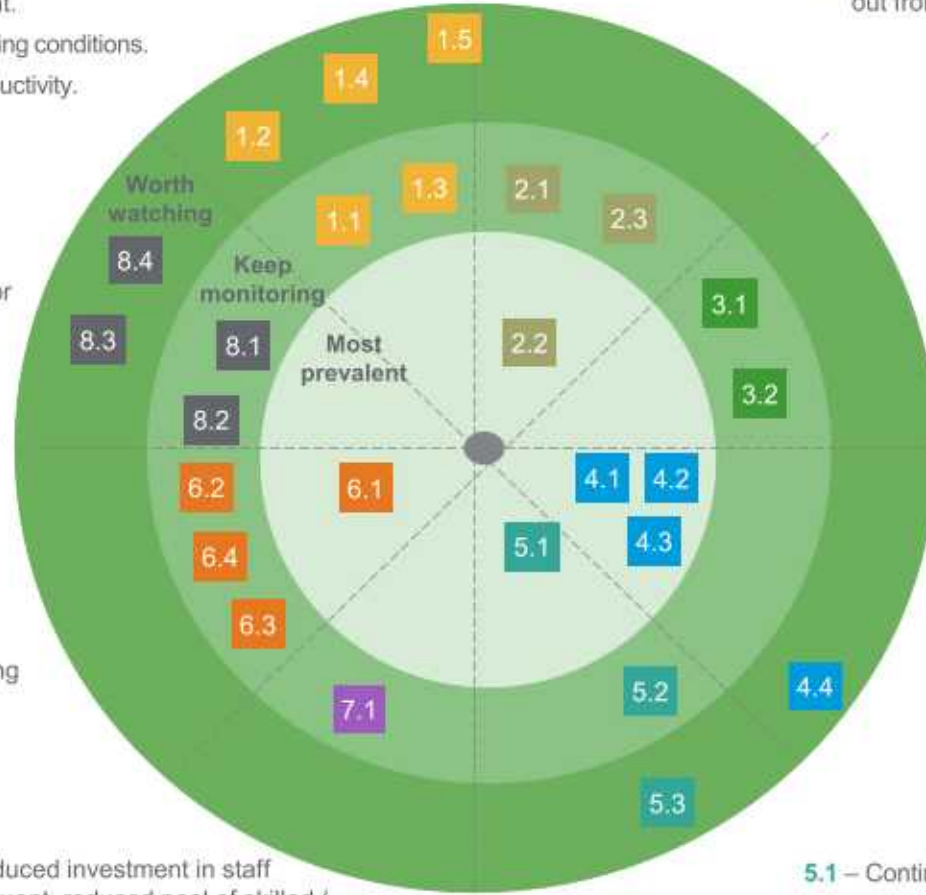 out from
ing conditions.
uctivity.
1.5
1.4
1.2
1.3
1.1
2.1
2.3
Worth
watching
8.4
Keep
monitoring
or
3.1
8.3
8.1
Most
prevalent
2.2
3.2
8.2
6.2
6.1
4.1
4.2
6.4
5.1
4.3
6.3
ng
7.1
5.2
4.4
5.3
duced investment in staff
5.1 – Contin